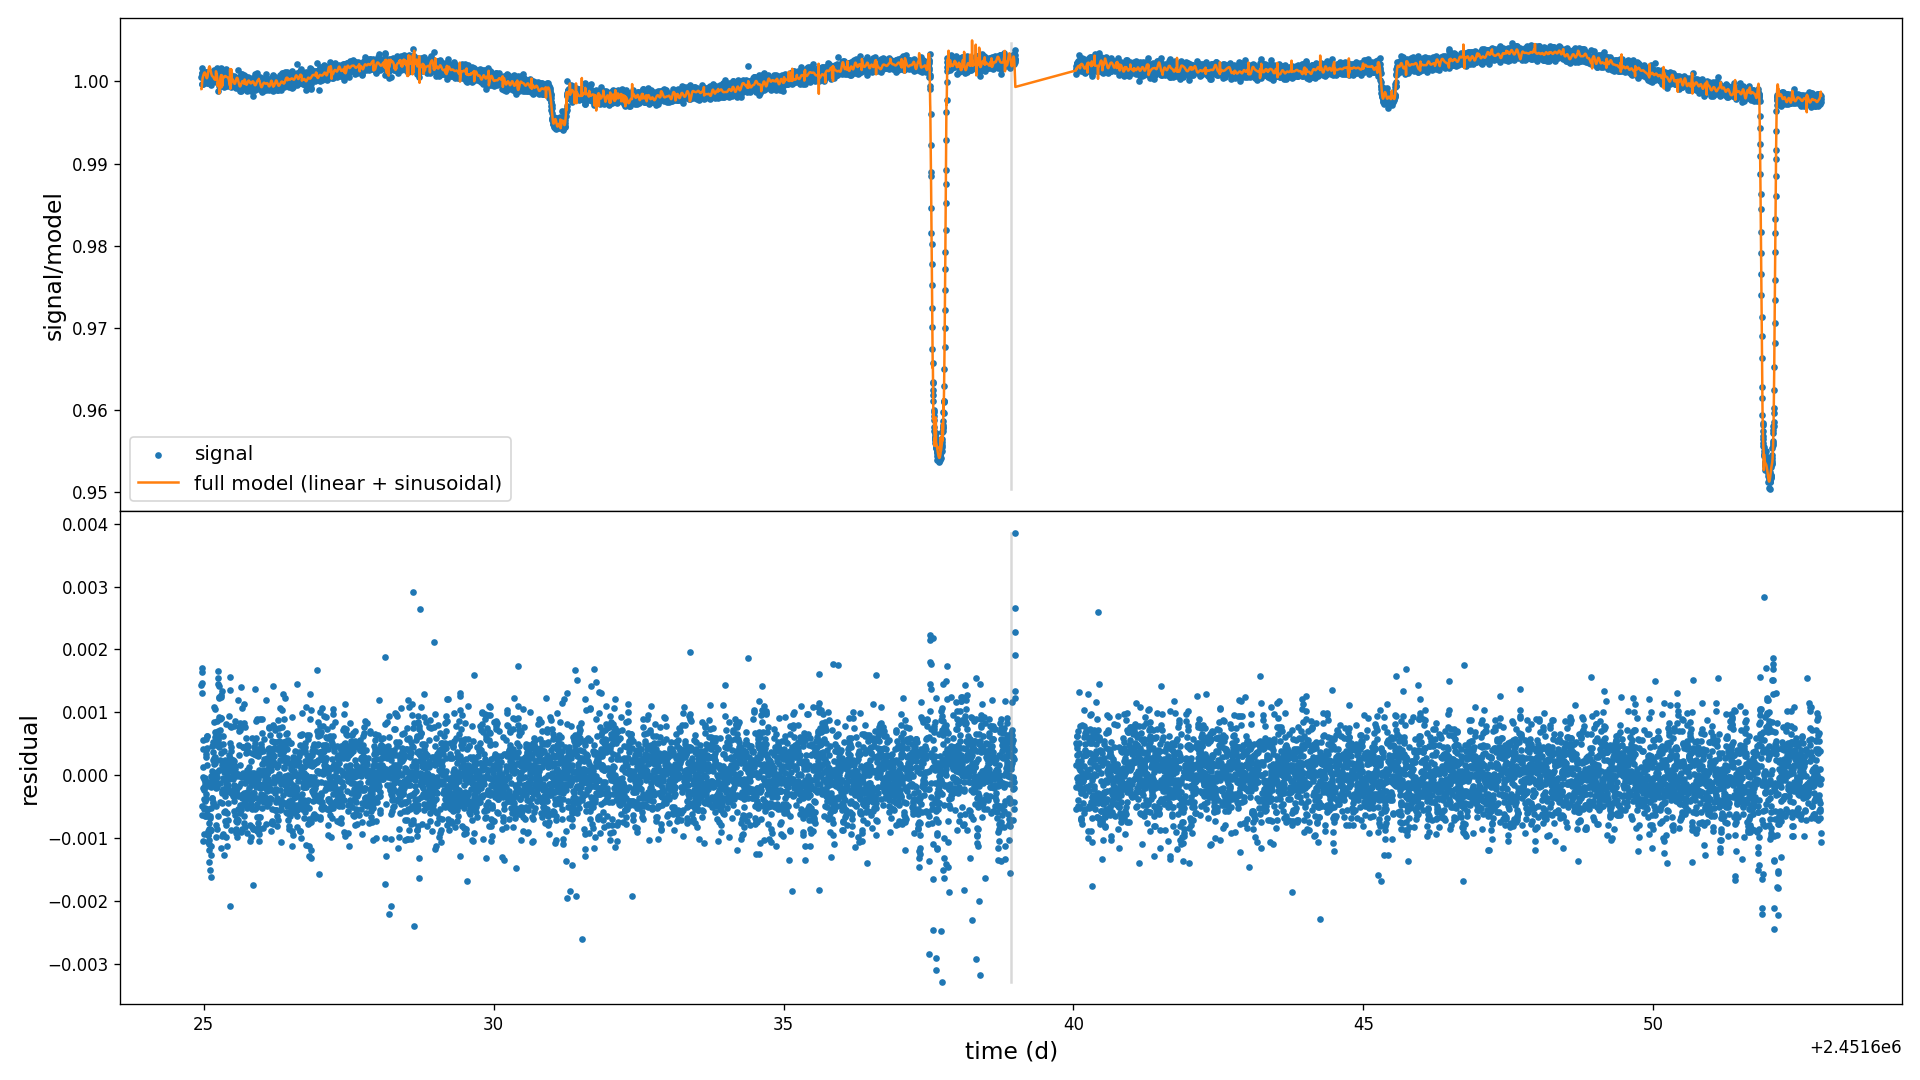 signal/model
1.00
0.99
0.98
0.97
0.96
0.95
signal
full model (linear + sinusoidal)
residual
0.004
0.003
0.002
0.001
0.000
−0.001
−0.002
−0.003
25 30 35 40 45 50
time (d)
+2.4516e6